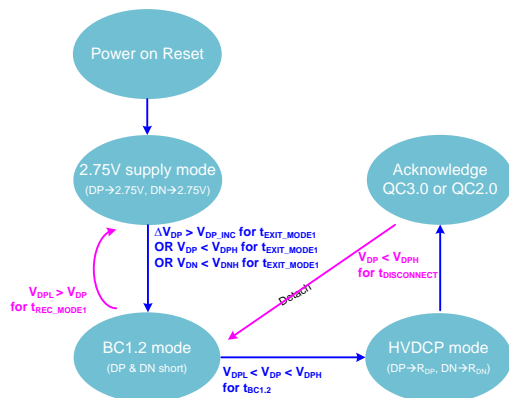 Power on Reset
2.75V supply mode
(DP→2.75V, DN→2.75V)
Acknowledge
QC3.0 or QC2.0
ΔVDP > VDP_INC for tEXIT_MODE1
OR VDP < VDPH for tEXIT_MODE1
OR VDN < VDNH for tEXIT_MODE1
VDP < VDPH
for tDISCONNECT
Detach
VDPL > VDP
for tREC_MODE1
BC1.2 mode
(DP & DN short)
VDPL < VDP < VDPH
for tBC1.2
HVDCP mode
(DP→RDP, DN→RDN)